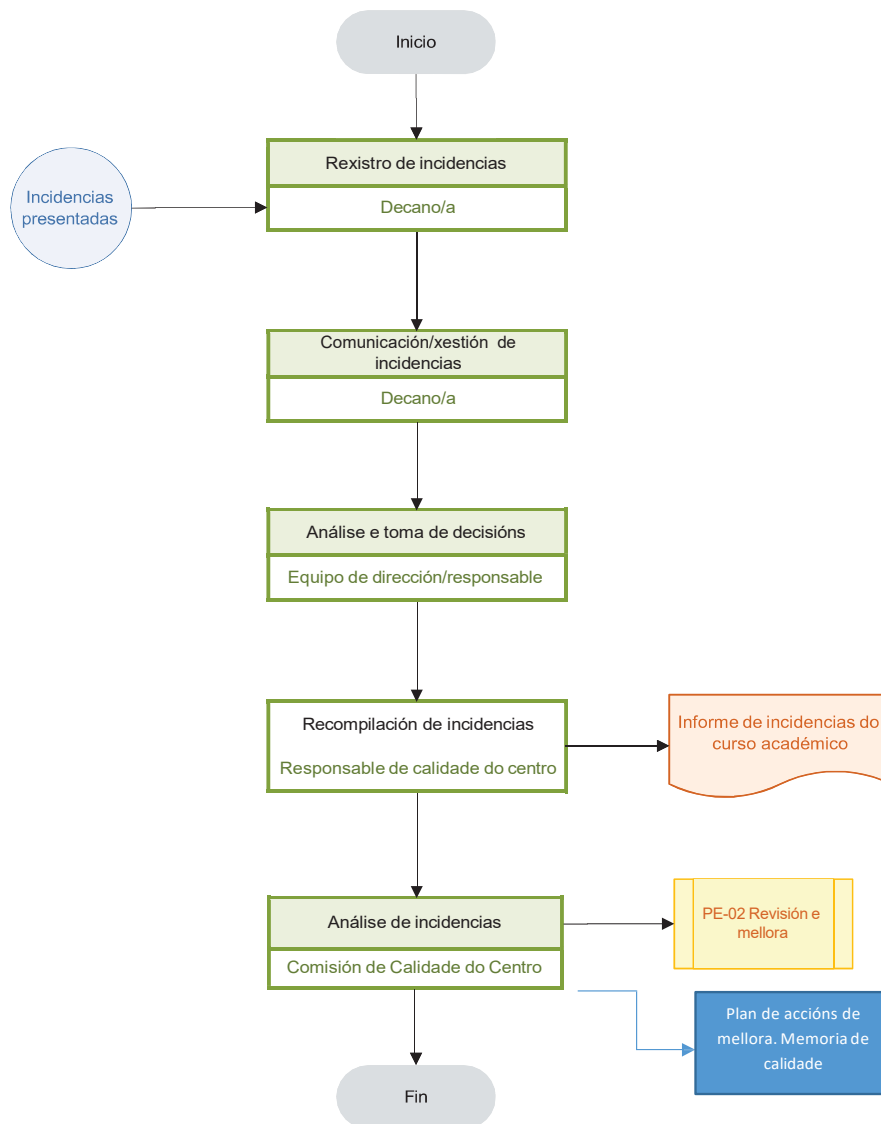 Inicio
Rexistro de incidencias
Decano/a
Incidencias
presentadas
Comunicación/xestión de
incidencias
Decano/a
Análise e toma de decisións
Equipo de dirección/responsable
Recompilación de incidencias
Responsable de calidade do centro
Informe de incidencias do
curso académico
Análise de incidencias
Comisión de Calidade do Centro
PE-02 Revisión e
mellora
Plan de accións de
mellora. Memoria de
calidade
Fin